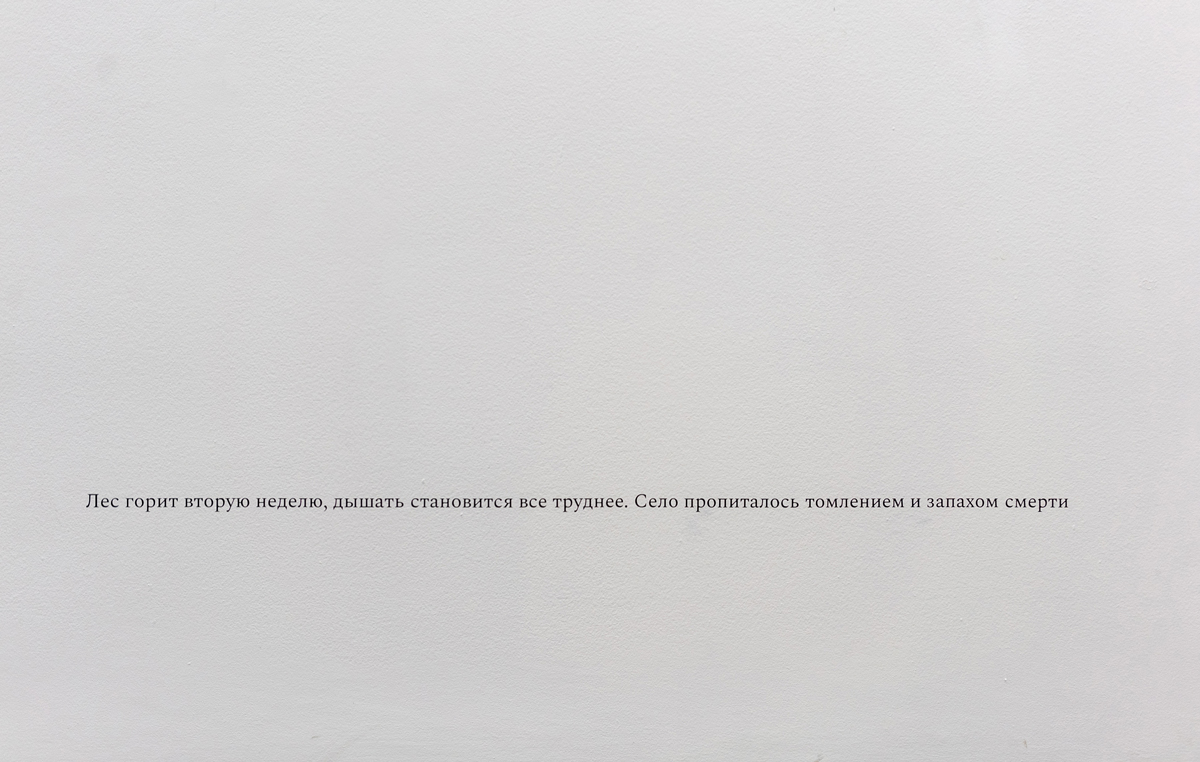 Лес горит вторую неделю, дышать становится все труднее. Село пропиталось томлением и запахом смерти